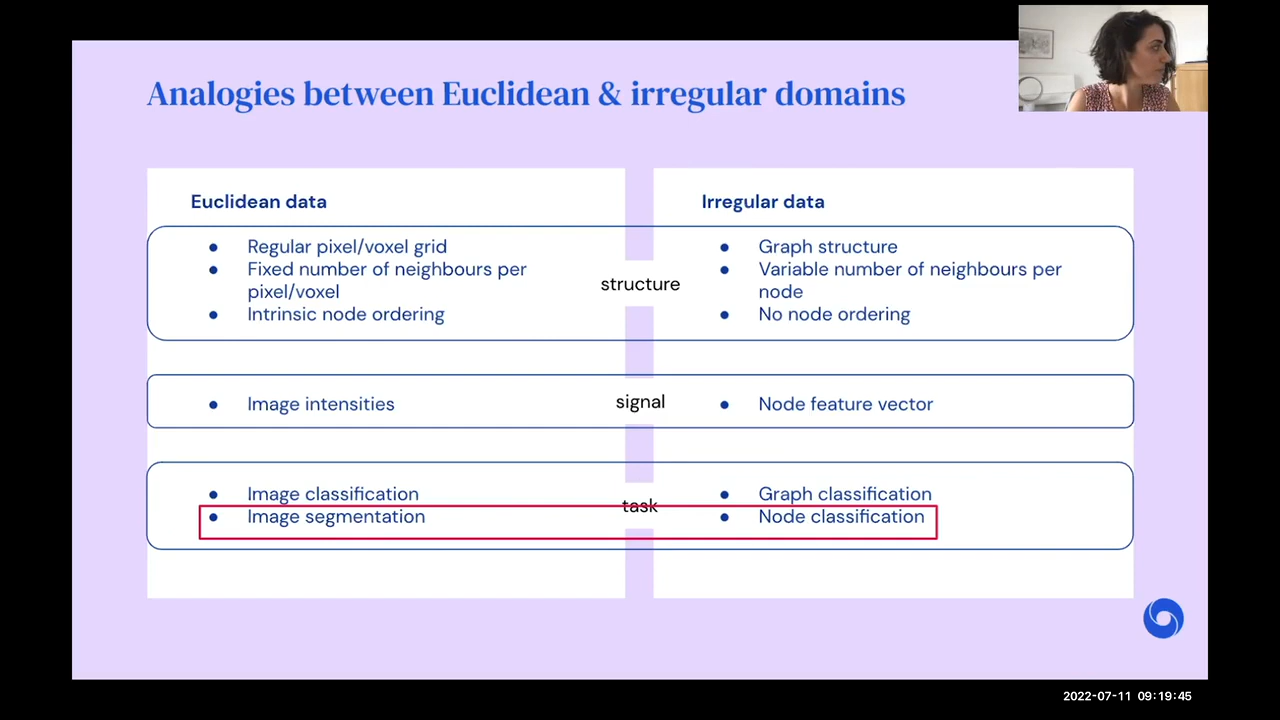 Analogies between Euclidean & irregular domains
Euclidean data
● Regular pixel/voxel grid
● Fixed number of neighbours per
pixel/voxel
● Intrinsic node ordering
structure
Irregular data
● Graph structure
● Variable number of neighbours per
node
● No node ordering
● Image intensities
signal
● Node feature vector
● Image classification
● Image segmentation
task
● Graph classification
● Node classification
2022-07-11 09:19:45